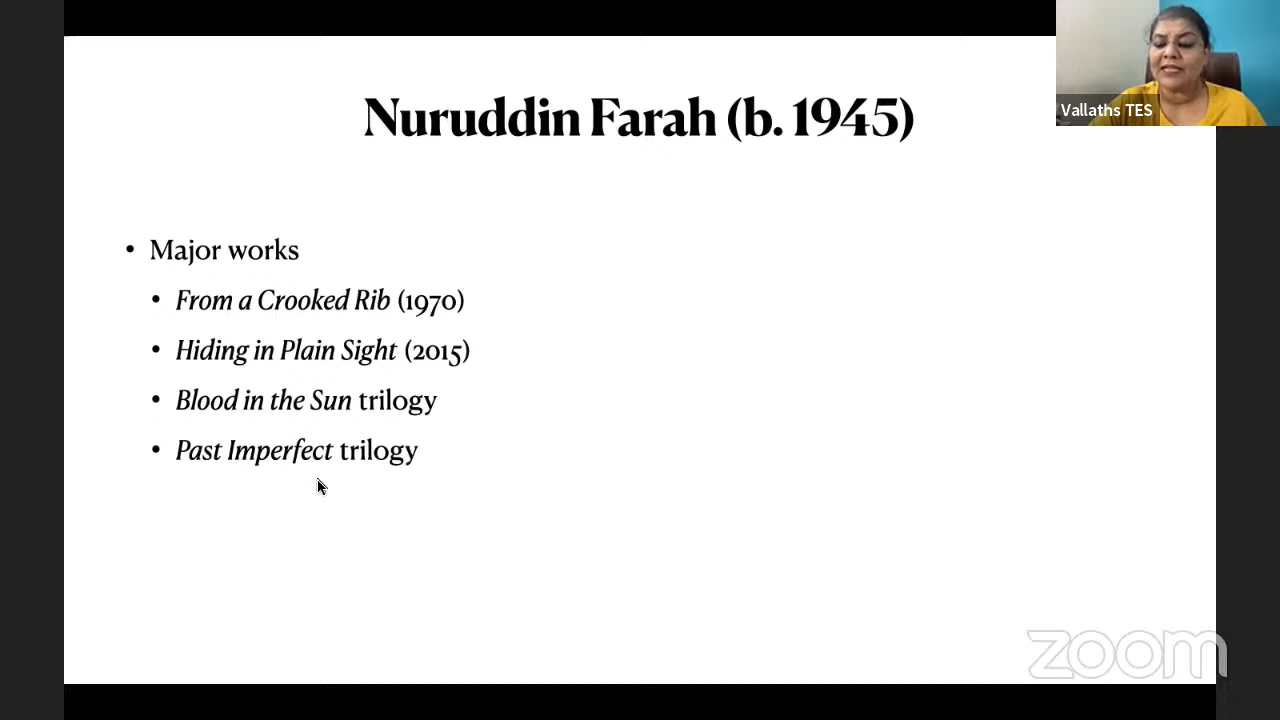 Nuruddin Farah (b. 1945)
Vallaths TES
• Major works
• From a Crooked Rib (1970)
• Hiding in Plain Sight (2015)
• Blood in the Sun trilogy
• Past Imperfect trilogy
zoom